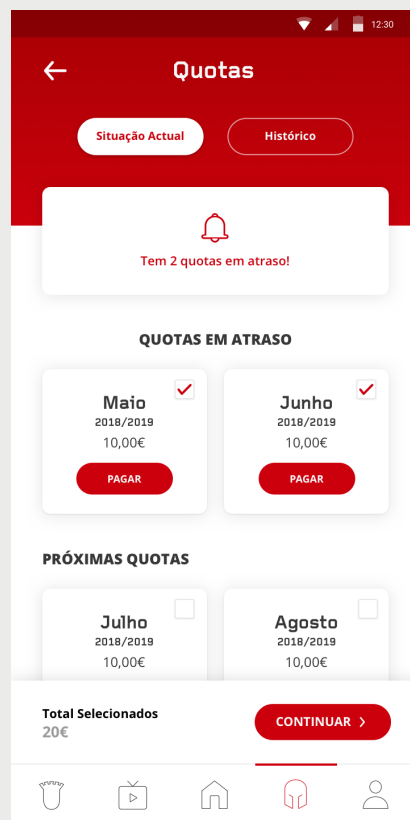 12:30
Quotas
Situação Actual
Histórico
Tem 2 quotas em atraso!
QUOTAS EM ATRASO
Maio
2018/2019
10,00€
PAGAR
Junho
2018/2019
10,00€
PAGAR
PRÓXIMAS QUOTAS
Julho
2018/2019
10,00€
Agosto
2018/2019
10,00€
Total Selecionados
20€
CONTINUAR